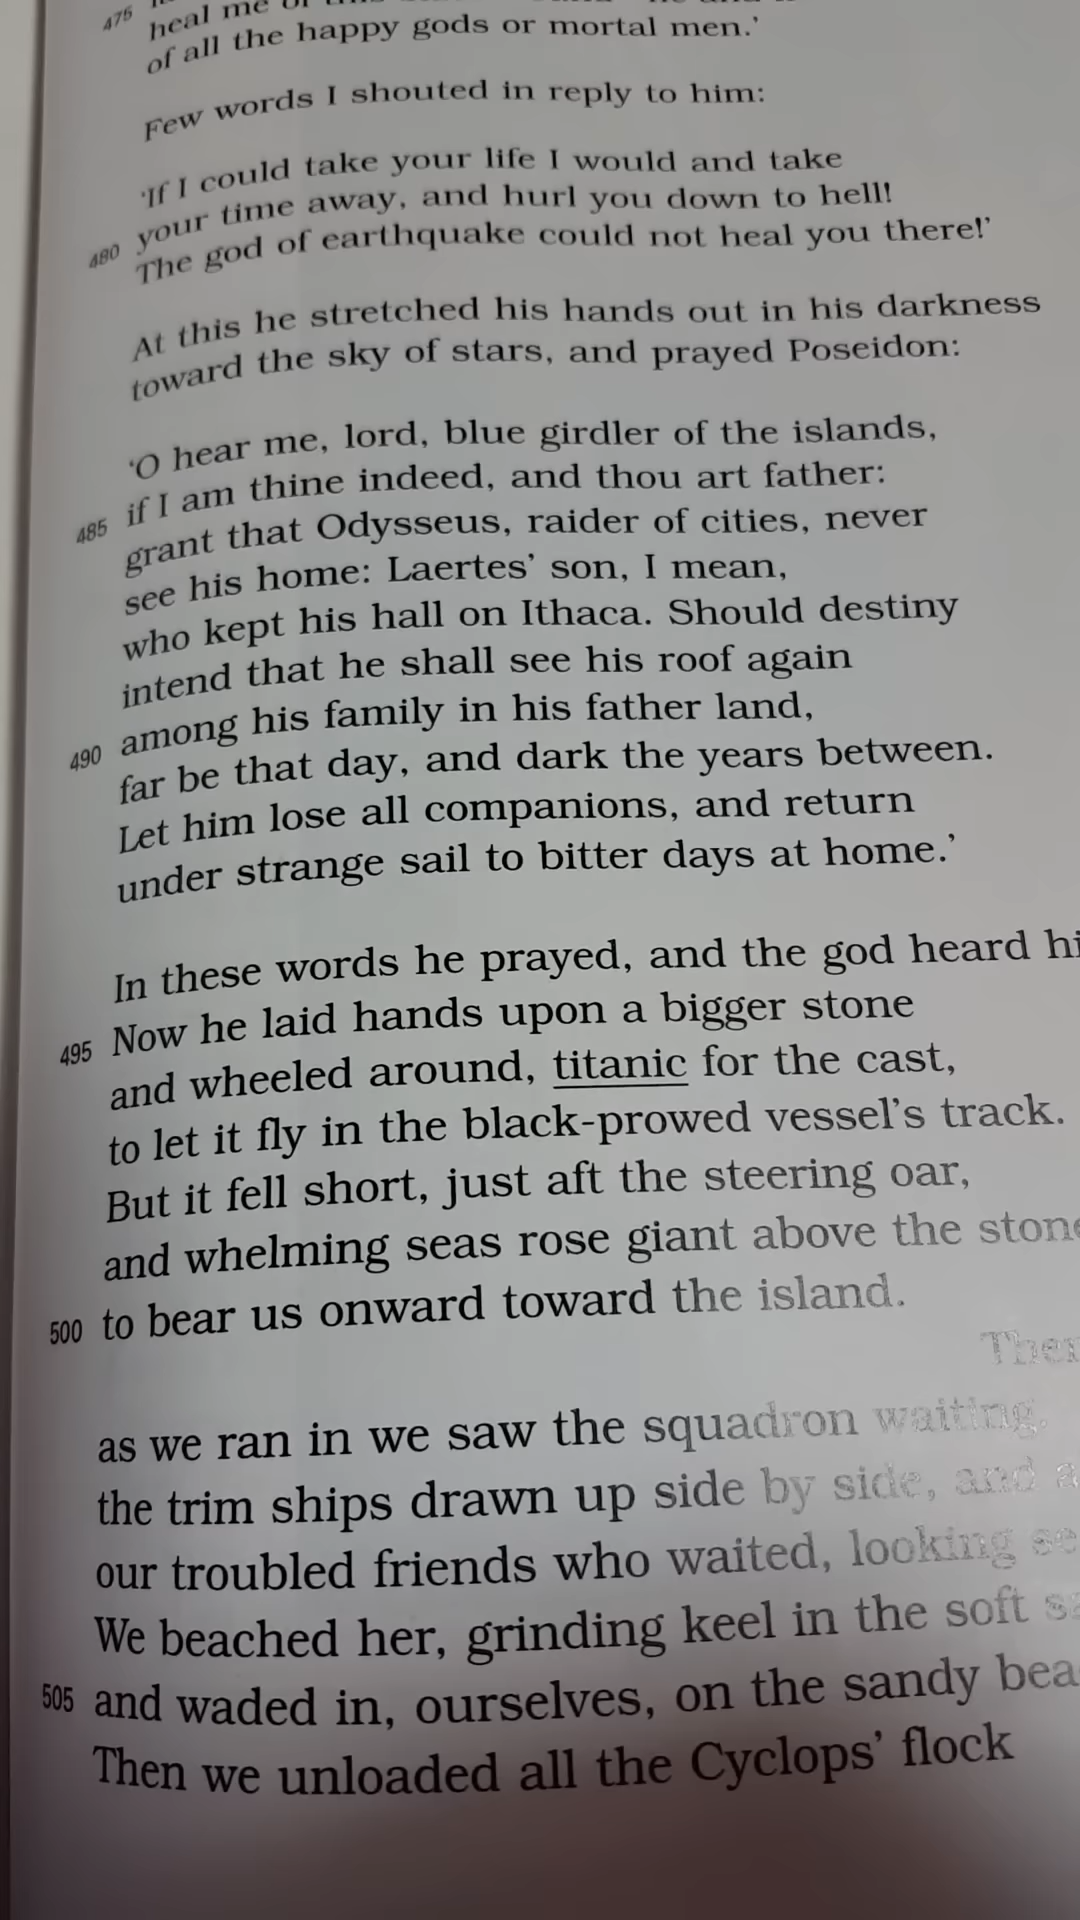 475
heal me of this
of all the happy gods or mortal men.’
Few words I shouted in reply to him:
‘If I could take your life I would and take
your time away, and hurl you down to hell!
480 The god of earthquake could not heal you there!’
At this he stretched his hands out in his darkness
toward the sky of stars, and prayed Poseidon:
‘O hear me, lord, blue girdler of the islands,
485 if I am thine indeed, and thou art father:
grant that Odysseus, raider of cities, never
see his home: Laertes’ son, I mean,
who kept his hall on Ithaca. Should destiny
intend that he shall see his roof again
490 among his family in his father land,
far be that day, and dark the years between.
Let him lose all companions, and return
under strange sail to bitter days at home.’
In these words he prayed, and the god heard hi
495 Now he laid hands upon a bigger stone
and wheeled around, titanic for the cast,
to let it fly in the black-prowed vessel’s track.
But it fell short, just aft the steering oar,
and whelming seas rose giant above the stone
500 to bear us onward toward the island.
Then
as we ran in we saw the squadron waiting,
the trim ships drawn up side by side, and a
our troubled friends who waited, looking se
We beached her, grinding keel in the soft sa
505 and waded in, ourselves, on the sandy bea
Then we unloaded all the Cyclops’ flock